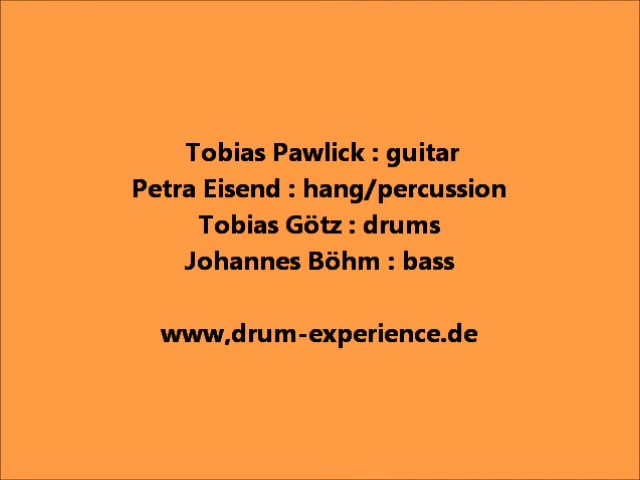 Tobias Pawlick : guitar
Petra Eisend : hang/percussion
Tobias Götz : drums
Johannes Böhm : bass
www,drum-experience.de